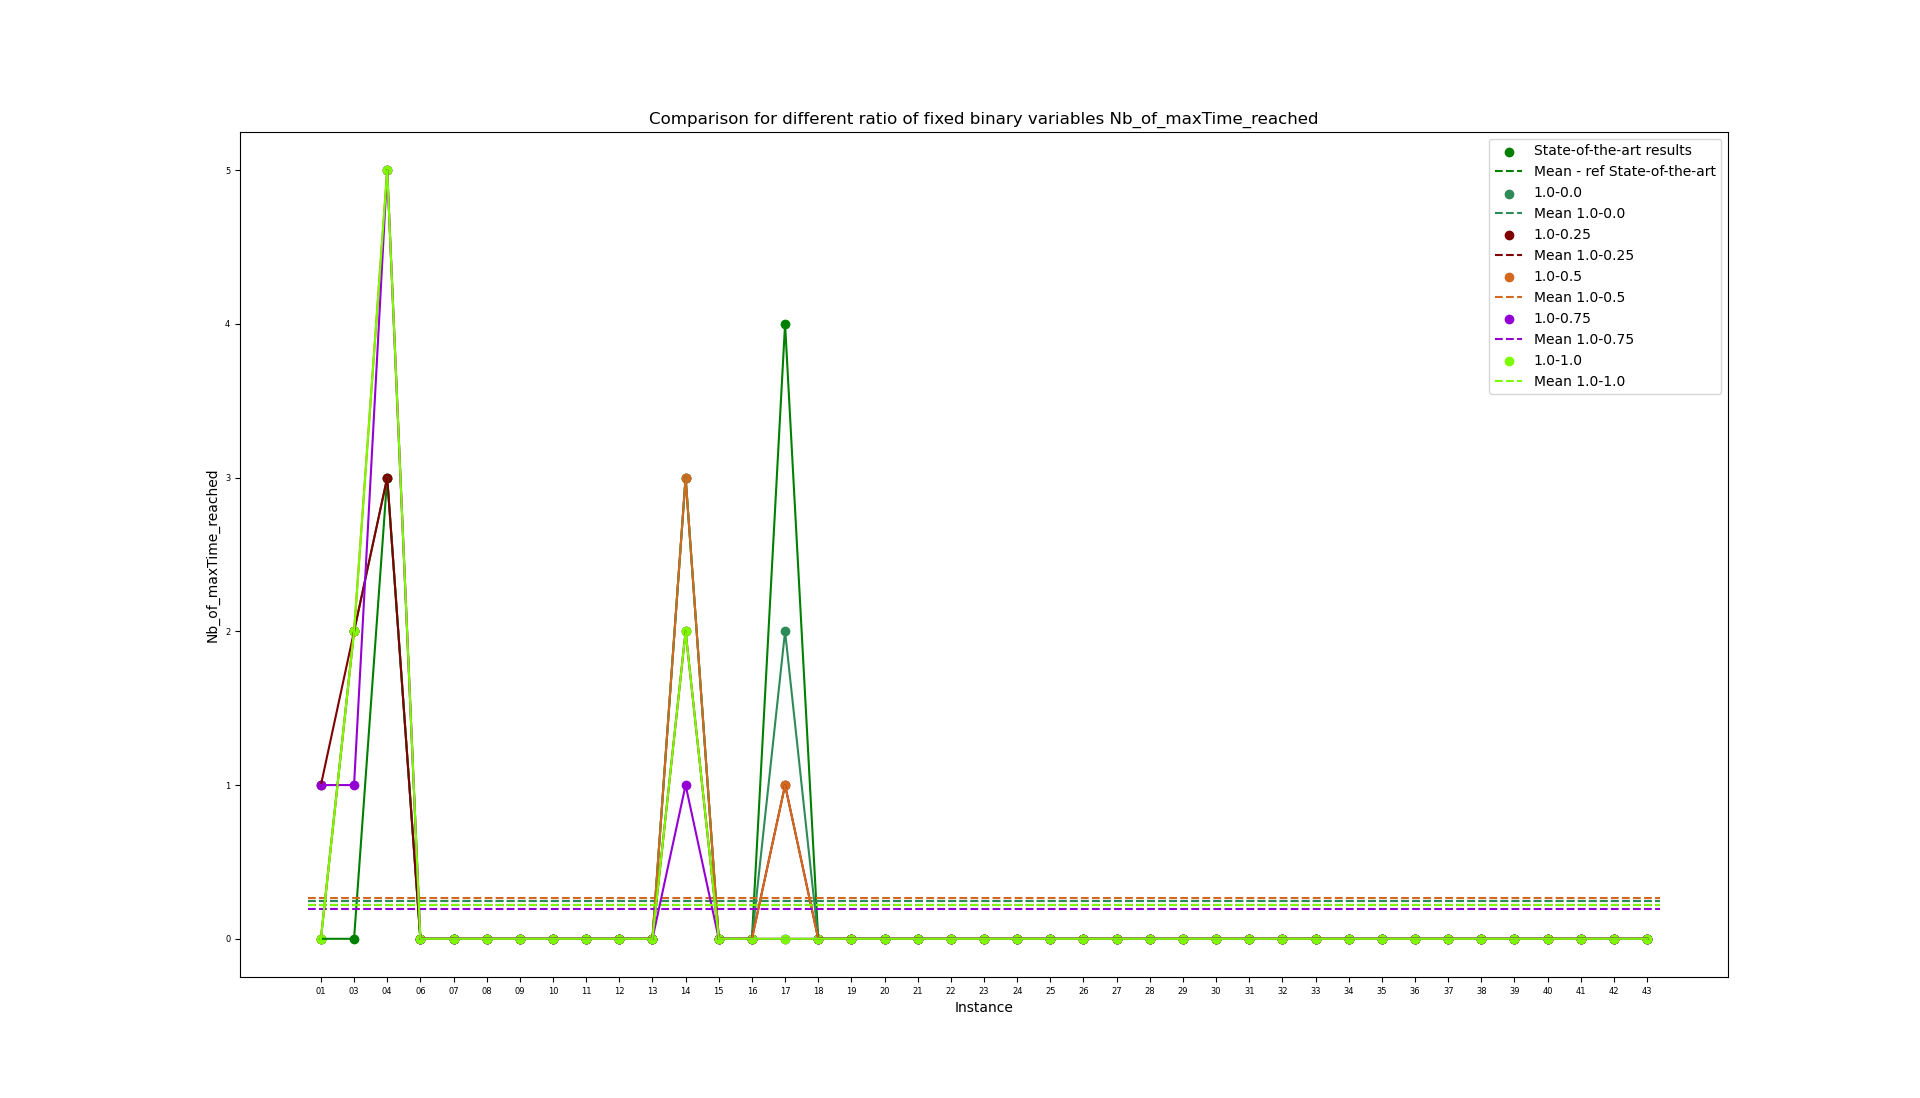 Comparison for different ratio of fixed binary variables Nb_of_maxTime_reached
State-of-the-art results
Mean - ref State-of-the-art
1.0-0.0
Mean 1.0-0.0
1.0-0.25
Mean 1.0-0.25
1.0-0.5
Mean 1.0-0.5
1.0-0.75
Mean 1.0-0.75
1.0-1.0
Mean 1.0-1.0
Nb_of_maxTime_reached
5
4
3
2
1
0
01 03 04 06 07 08 09 10 11 12 13 14 15 16 17 18 19 20 21 22 23 24 25 26 27 28 29 30 31 32 33 34 35 36 37 38 39 40 41 42 43
Instance